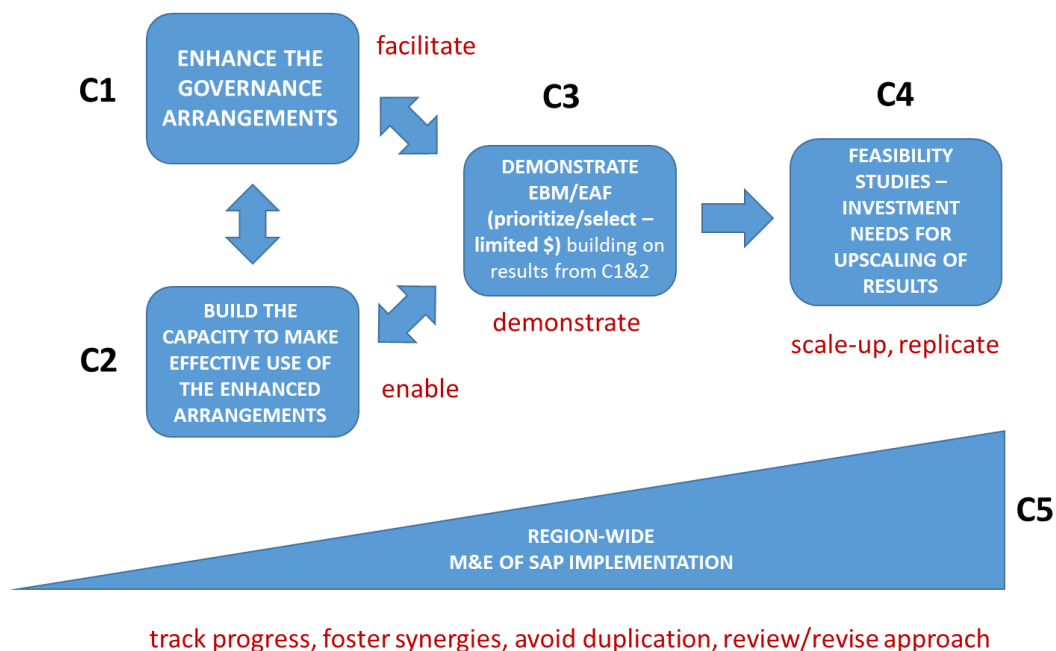 C1
ENHANCE THE
GOVERNANCE
ARRANGEMENTS
facilitate
C2
BUILD THE
CAPACITY TO MAKE
EFFECTIVE USE OF
THE ENHANCED
ARRANGEMENTS
enable
C3
DEMONSTRATE
EBM/EAF
(prioritize/select –
limited $) building on
results from C1&2
demonstrate
C4
FEASIBILITY
STUDIES –
INVESTMENT
NEEDS FOR
UPSCALING OF
RESULTS
scale-up, replicate
C5
REGION-WIDE
M&E OF SAP IMPLEMENTATION
track progress, foster synergies, avoid duplication, review/revise approach